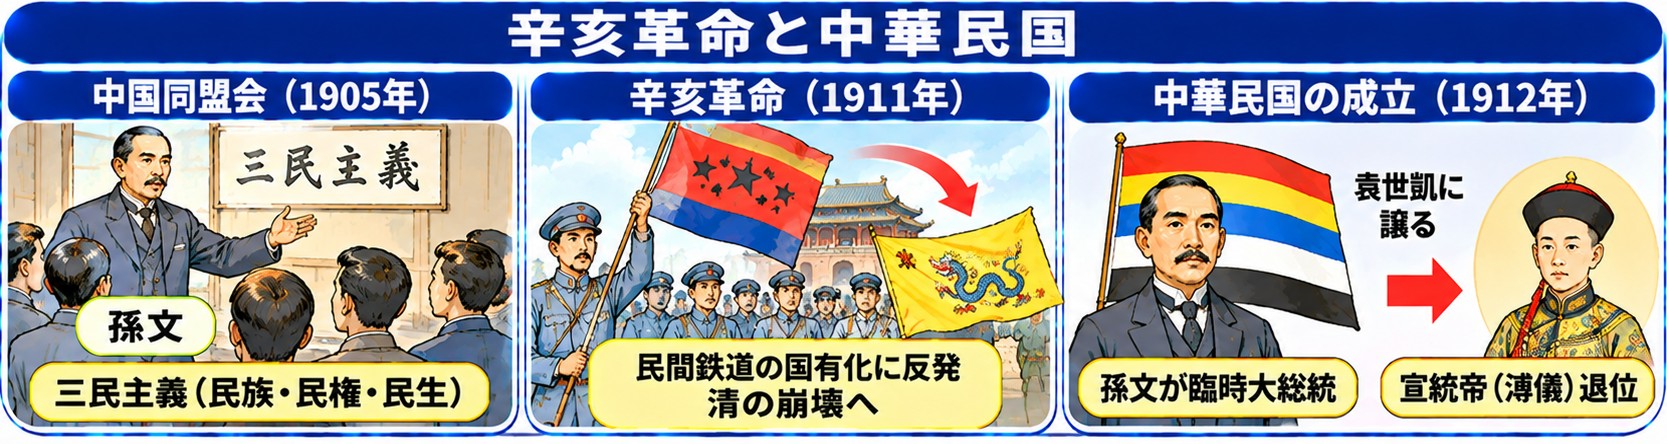 辛亥革命と中華民国
中国同盟会（1905年）
三民主義
孫文
三民主義（民族・民権・民生）
辛亥革命（1911年）
民間鉄道の国有化に反発
清の崩壊へ
中華民国の成立（1912年）
袁世凱に
譲る
孫文が臨時大総統
宣統帝（溥儀）退位